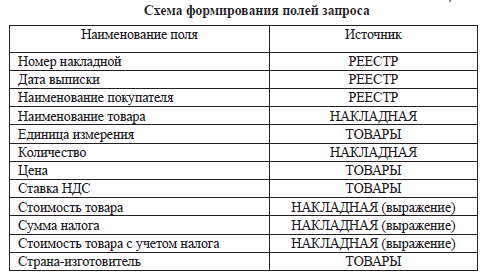 Схема формирования полей запроса
Наименование поля Источник
Номер накладной РЕЕСТР
Дата выписки РЕЕСТР
Наименование покупателя РЕЕСТР
Наименование товара НАКЛАДНАЯ
Единица измерения ТОВАРЫ
Количество НАКЛАДНАЯ
Цена ТОВАРЫ
Ставка НДС ТОВАРЫ
Стоимость товара НАКЛАДНАЯ (выражение)
Сумма налога НАКЛАДНАЯ (выражение)
Стоимость товара с учетом налога НАКЛАДНАЯ (выражение)
Страна-изготовитель ТОВАРЫ